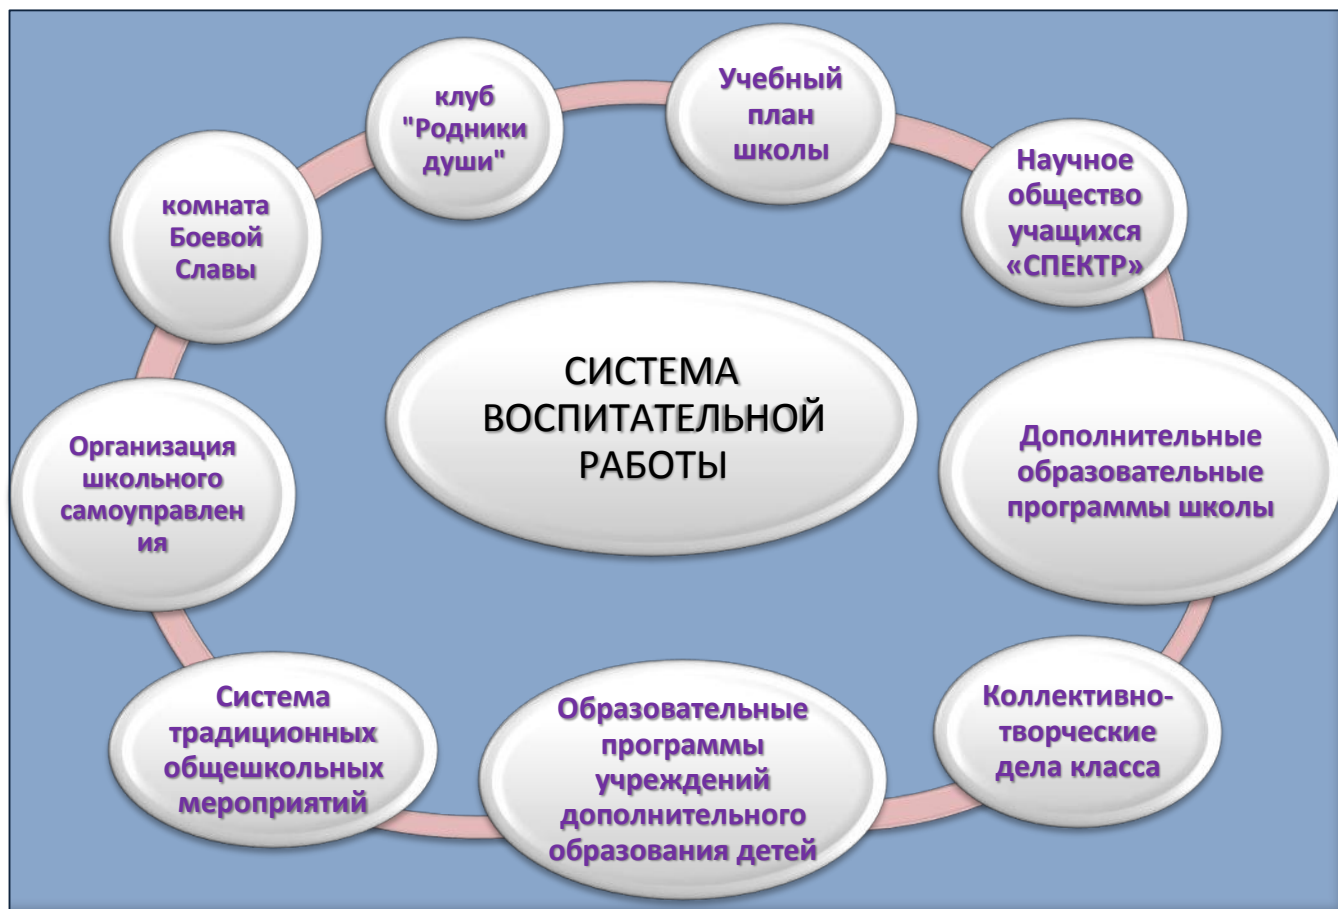 Учебный
план
школы
Научное
общество
учащихся
«СПЕКТР»
Дополнительные
образовательные
программы школы
Коллективно-
творческие
дела класса
Образовательные
программы
учреждений
дополнительного
образования детей
Система
традиционных
общешкольных
мероприятий
Организация
школьного
самоуправлен
ия
комната
Боевой
Славы
клуб
"Родники
души"
СИСТЕМА
ВОСПИТАТЕЛЬНОЙ
РАБОТЫ